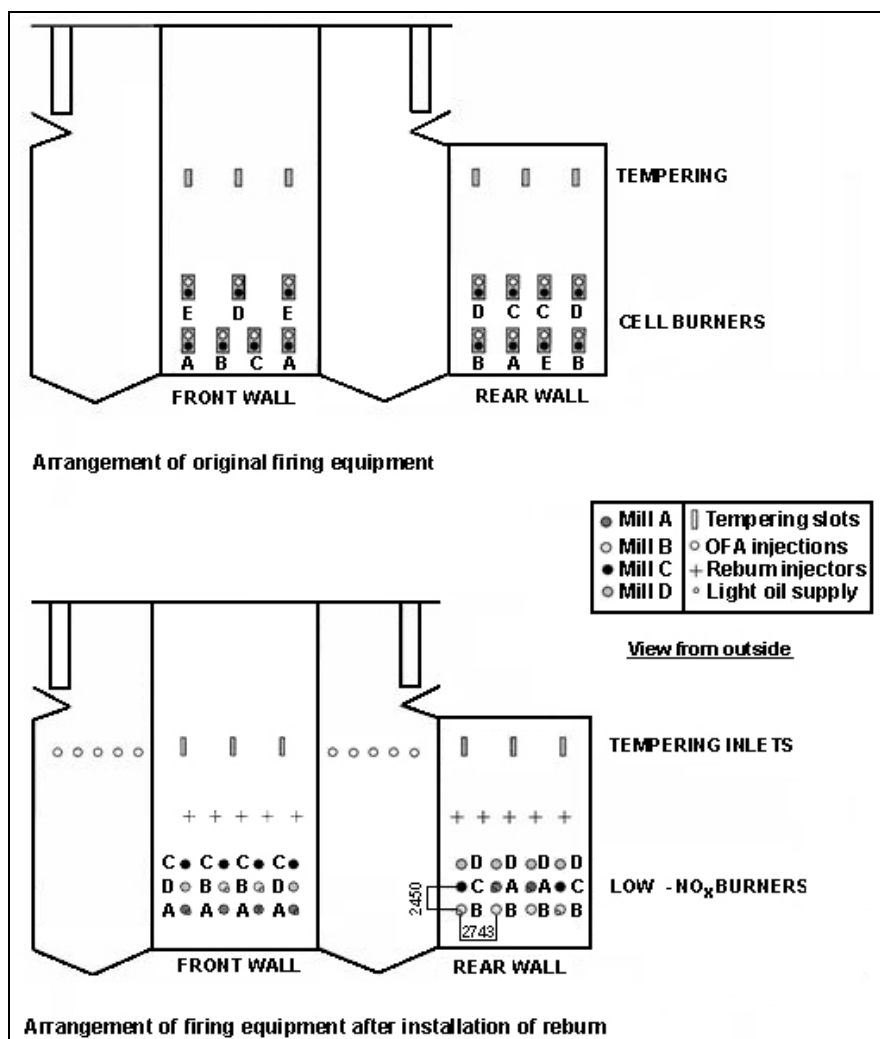 TEMPERING
E D E
D C C D
CELL BURNERS
A B C A
B A E B
FRONT WALL
REAR WALL
Arrangement of original firing equipment
Mill A
Tempering slots
Mill B
OFA injections
Mill C
Reburn injectors
Mill D
Light oil supply
View from outside
TEMPERING INLETS
C C C C
D D D D
D B B D
C A A C
LOW - NOx BURNERS
2450
A A A A
B B B B
2743
FRONT WALL
REAR WALL
Arrangement of firing equipment after installation of reburn